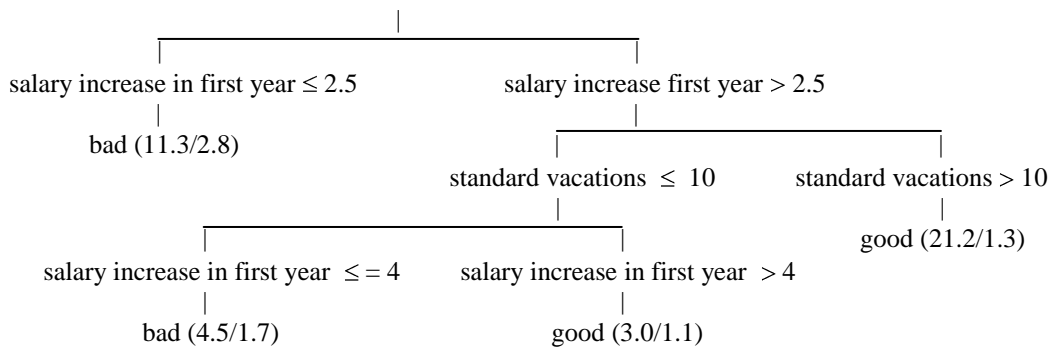 salary increase in first year ≤ 2.5
salary increase first year > 2.5
bad (11.3/2.8)
standard vacations ≤ 10
standard vacations > 10
good (21.2/1.3)
salary increase in first year ≤ = 4
salary increase in first year > 4
bad (4.5/1.7)
good (3.0/1.1)